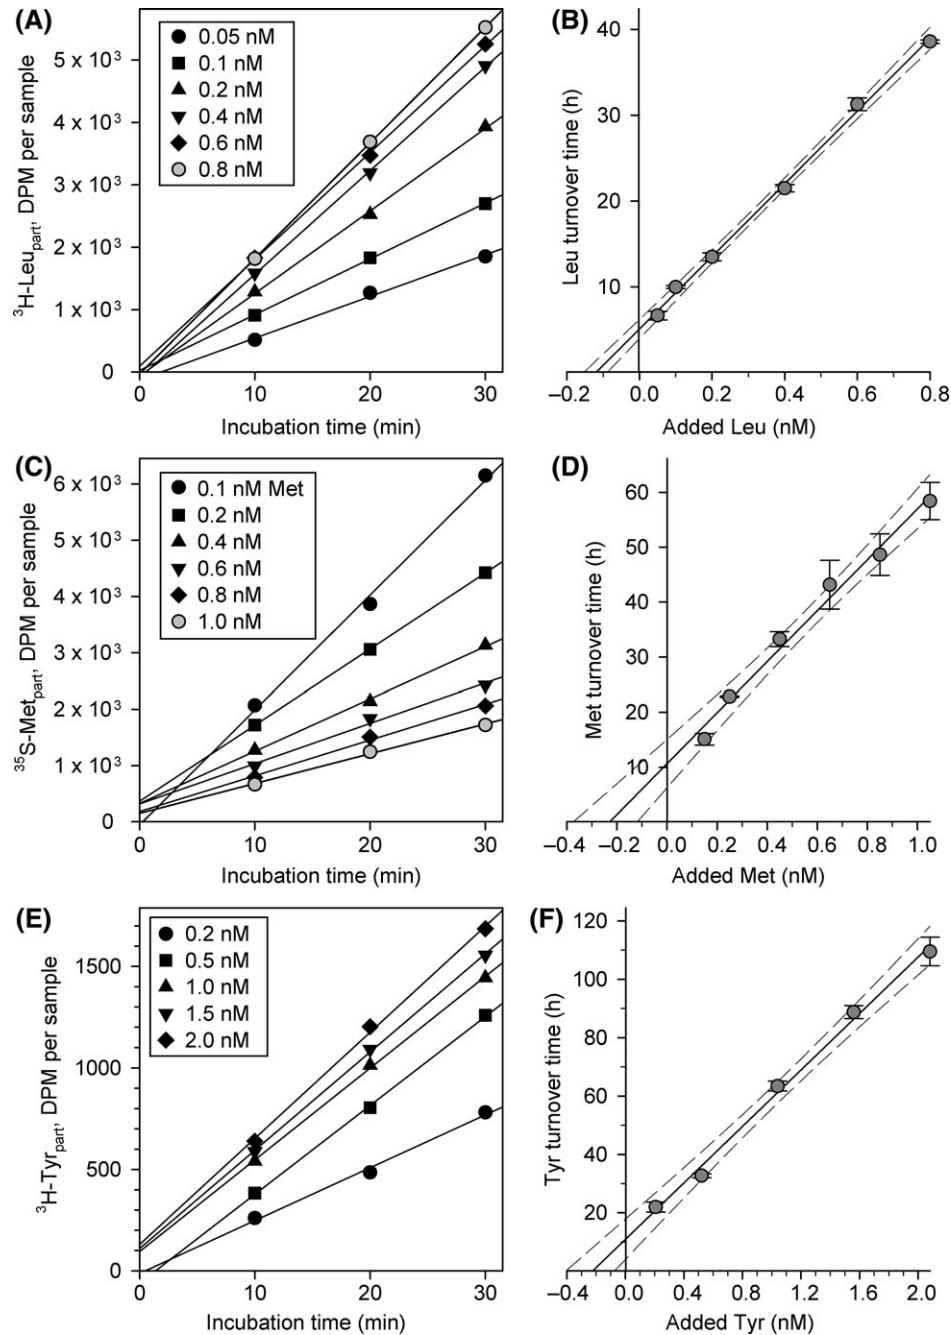 (A)
³H-Leu_part, DPM per sample
5 x 10³
4 x 10³
3 x 10³
2 x 10³
1 x 10³
0
0.05 nM
0.1 nM
0.2 nM
0.4 nM
0.6 nM
0.8 nM
0 10 20 30
Incubation time (min)
(B)
Leu turnover time (h)
40
30
20
10
–0.2 0.0 0.2 0.4 0.6 0.8
Added Leu (nM)
(C)
³⁵S-Met_part, DPM per sample
6 x 10³
5 x 10³
4 x 10³
3 x 10³
2 x 10³
1 x 10³
0
0.1 nM Met
0.2 nM
0.4 nM
0.6 nM
0.8 nM
1.0 nM
0 10 20 30
Incubation time (min)
(D)
Met turnover time (h)
60
50
40
30
20
10
–0.4 –0.2 0.0 0.2 0.4 0.6 0.8 1.0
Added Met (nM)
(E)
³H-Tyr_part, DPM per sample
1500
1000
500
0
0.2 nM
0.5 nM
1.0 nM
1.5 nM
2.0 nM
0 10 20 30
Incubation time (min)
(F)
Tyr turnover time (h)
120
100
80
60
40
20
–0.4 0.0 0.4 0.8 1.2 1.6 2.0
Added Tyr (nM)